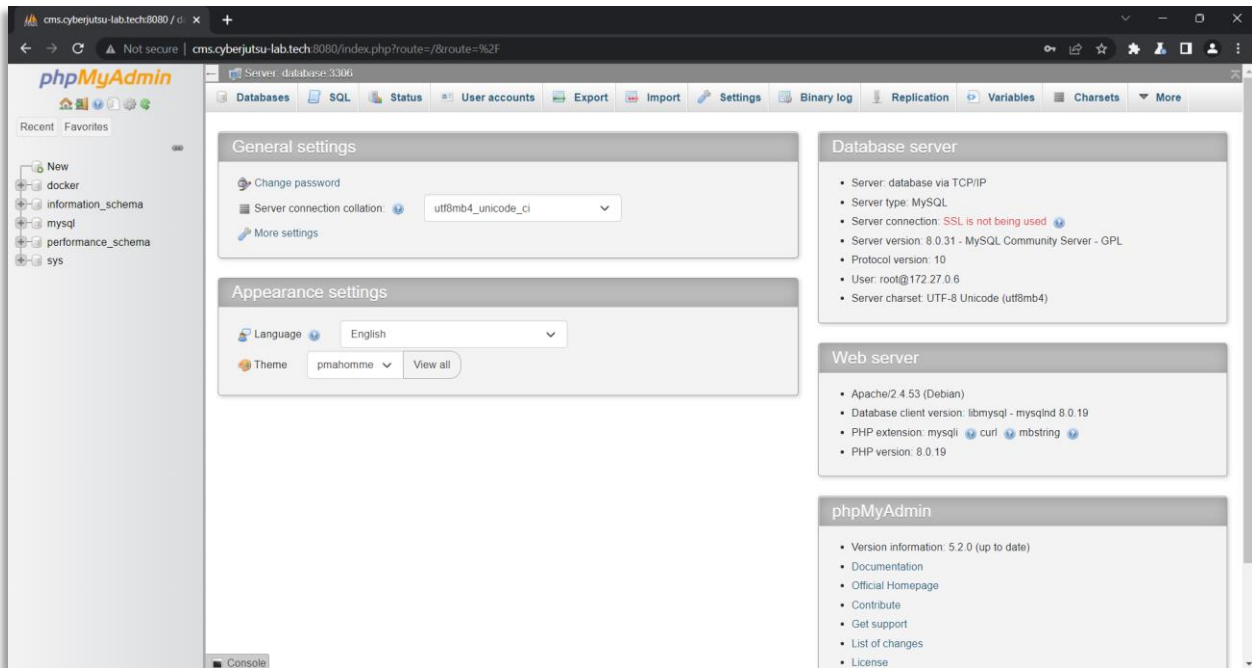 cms.cyberjutsu-lab.tech:8080 / d
Not secure | cms.cyberjutsu-lab.tech:8080/index.php?route=/&route=%2F
phpMyAdmin
Recent Favorites
New
docker
information_schema
mysql
performance_schema
sys
Server: database:3306
Databases SQL Status User accounts Export Import Settings Binary log Replication Variables Charsets More
General settings
Change password
Server connection collation: utf8mb4_unicode_ci
More settings
Appearance settings
Language English
Theme pmahomme View all
Database server
Server: database via TCP/IP
Server type: MySQL
Server connection: SSL is not being used
Server version: 8.0.31 - MySQL Community Server - GPL
Protocol version: 10
User: root@172.27.0.6
Server charset: UTF-8 Unicode (utf8mb4)
Web server
Apache/2.4.53 (Debian)
Database client version: libmysql - mysqlnd 8.0.19
PHP extension: mysqli curl mbstring
PHP version: 8.0.19
phpMyAdmin
Version information: 5.2.0 (up to date)
Documentation
Official Homepage
Contribute
Get support
List of changes
License
Console